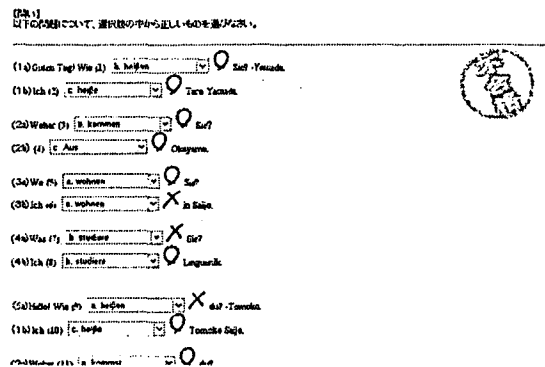 [問い]
以下の問題について、選択肢の中から正しいものを選びなさい。
(1a) Guten Tag! Wie (1) b. heißen Sie? -Yamada.
(1b) Ich (2) c. heiße Taro Yamada.
(2a) Woher (3) b. kommen Sie?
(2b) (4) c. Aus Okayama.
(3a) Wo (5) a. wohnen Sie?
(3b) Ich (6) a. wohnen in Saijo.
(4a) Was (7) b. studiere Sie?
(4b) Ich (8) b. studiere Linguistik.
(5a) Hallo! Wie (9) a. heißen du? -Tomoko.
(1b) Ich (10) c. heiße Tomoko Saijo.
(2a) Woher (11) a. kommst du?